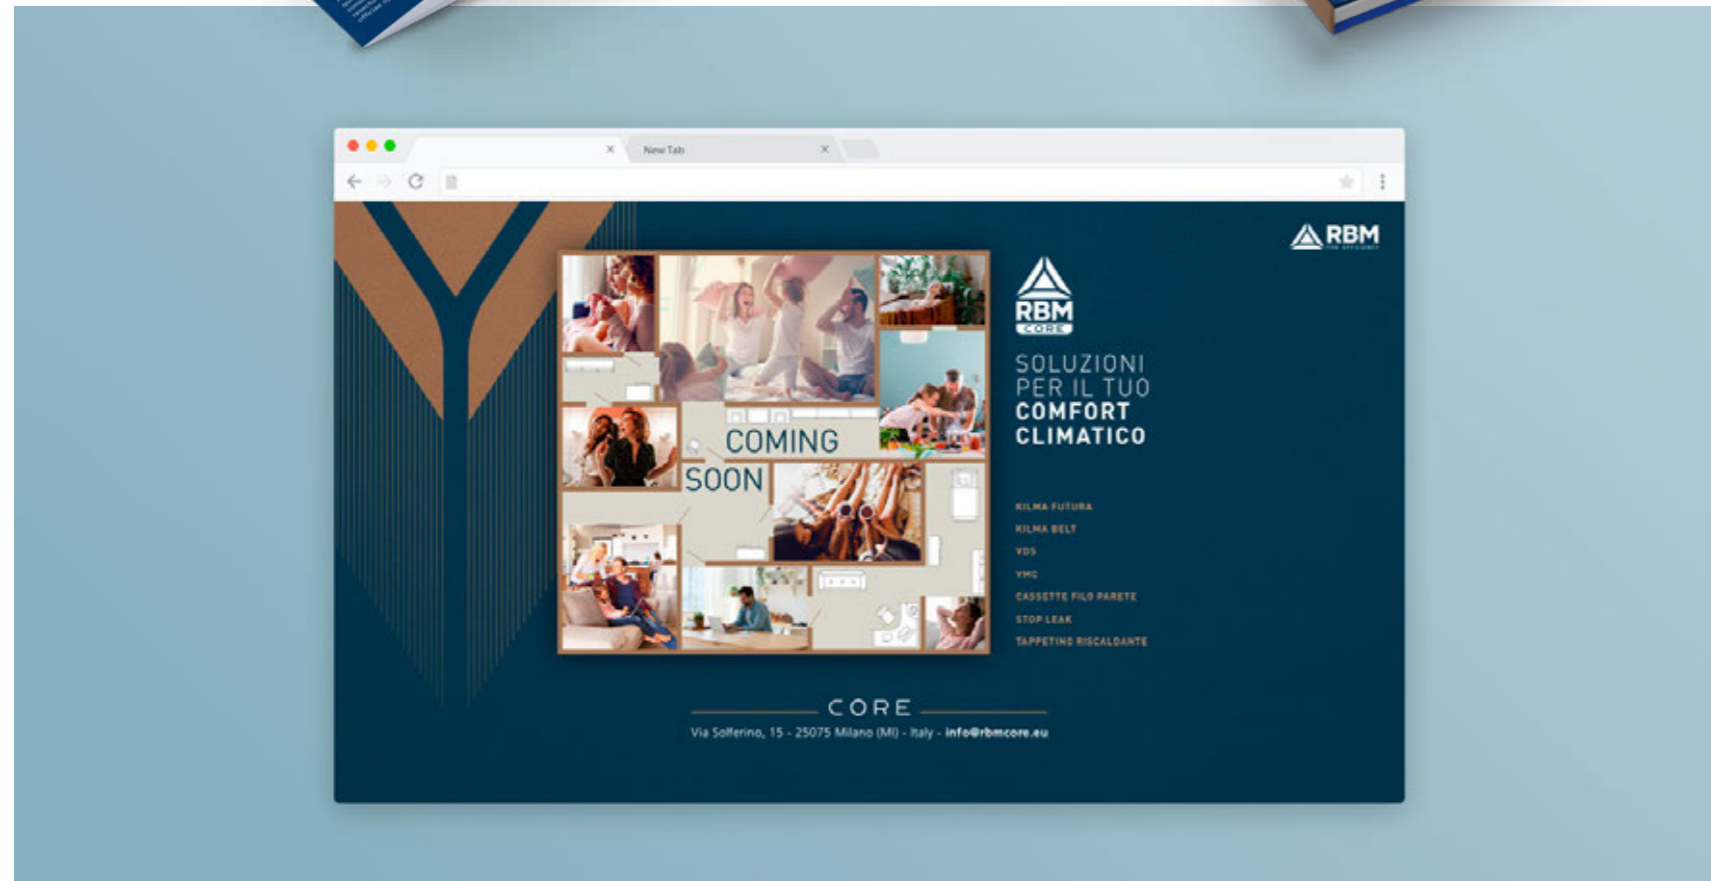 New Tab
RBM
RBM
CORE
SOLUZIONI
PER IL TUO
COMFORT
CLIMATICO
COMING
SOON
KILMA FUTURA
KILMA BELT
VDS
VMC
CASSETTE FILO PARETE
STOP LEAK
TAPPETINO RISCALDANTE
CORE
Via Solferino, 15 - 25075 Milano (MI) - Italy - info@rbmcore.eu